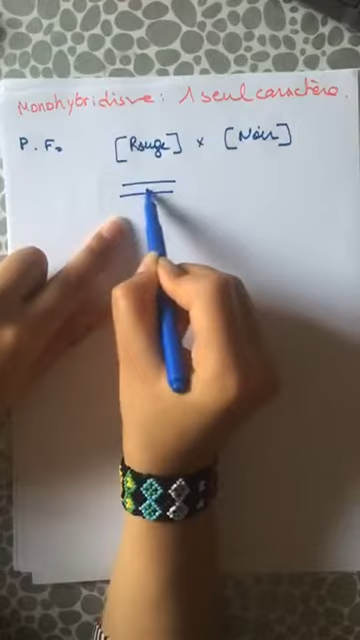 Monohybridisme: 1 seul caractère.
P. F. [Rouge] x [Noir]